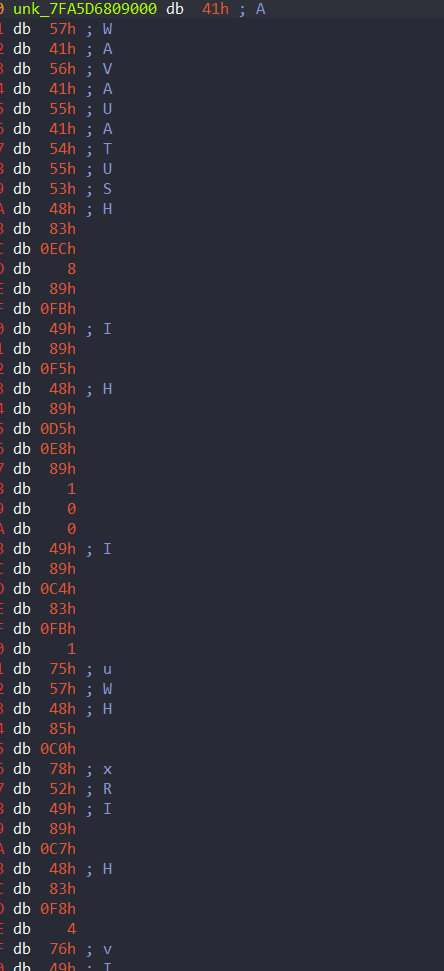 0 unk_7FA5D6809000 db 41h ; A
1 db 57h ; W
2 db 41h ; A
3 db 56h ; V
4 db 41h ; A
5 db 55h ; U
6 db 41h ; A
7 db 54h ; T
8 db 55h ; U
9 db 53h ; S
A db 48h ; H
B db 83h
C db 0ECh
D db 8
E db 89h
F db 0FBh
0 db 49h ; I
1 db 89h
2 db 0F5h
3 db 48h ; H
4 db 89h
5 db 0D5h
6 db 0E8h
7 db 89h
8 db 1
9 db 0
A db 0
B db 49h ; I
C db 89h
D db 0C4h
E db 83h
F db 0FBh
0 db 1
1 db 75h ; u
2 db 57h ; W
3 db 48h ; H
4 db 85h
5 db 0C0h
6 db 78h ; x
7 db 52h ; R
8 db 49h ; I
9 db 89h
A db 0C7h
B db 48h ; H
C db 83h
D db 0F8h
E db 4
F db 76h ; v
0 db 49h ; I